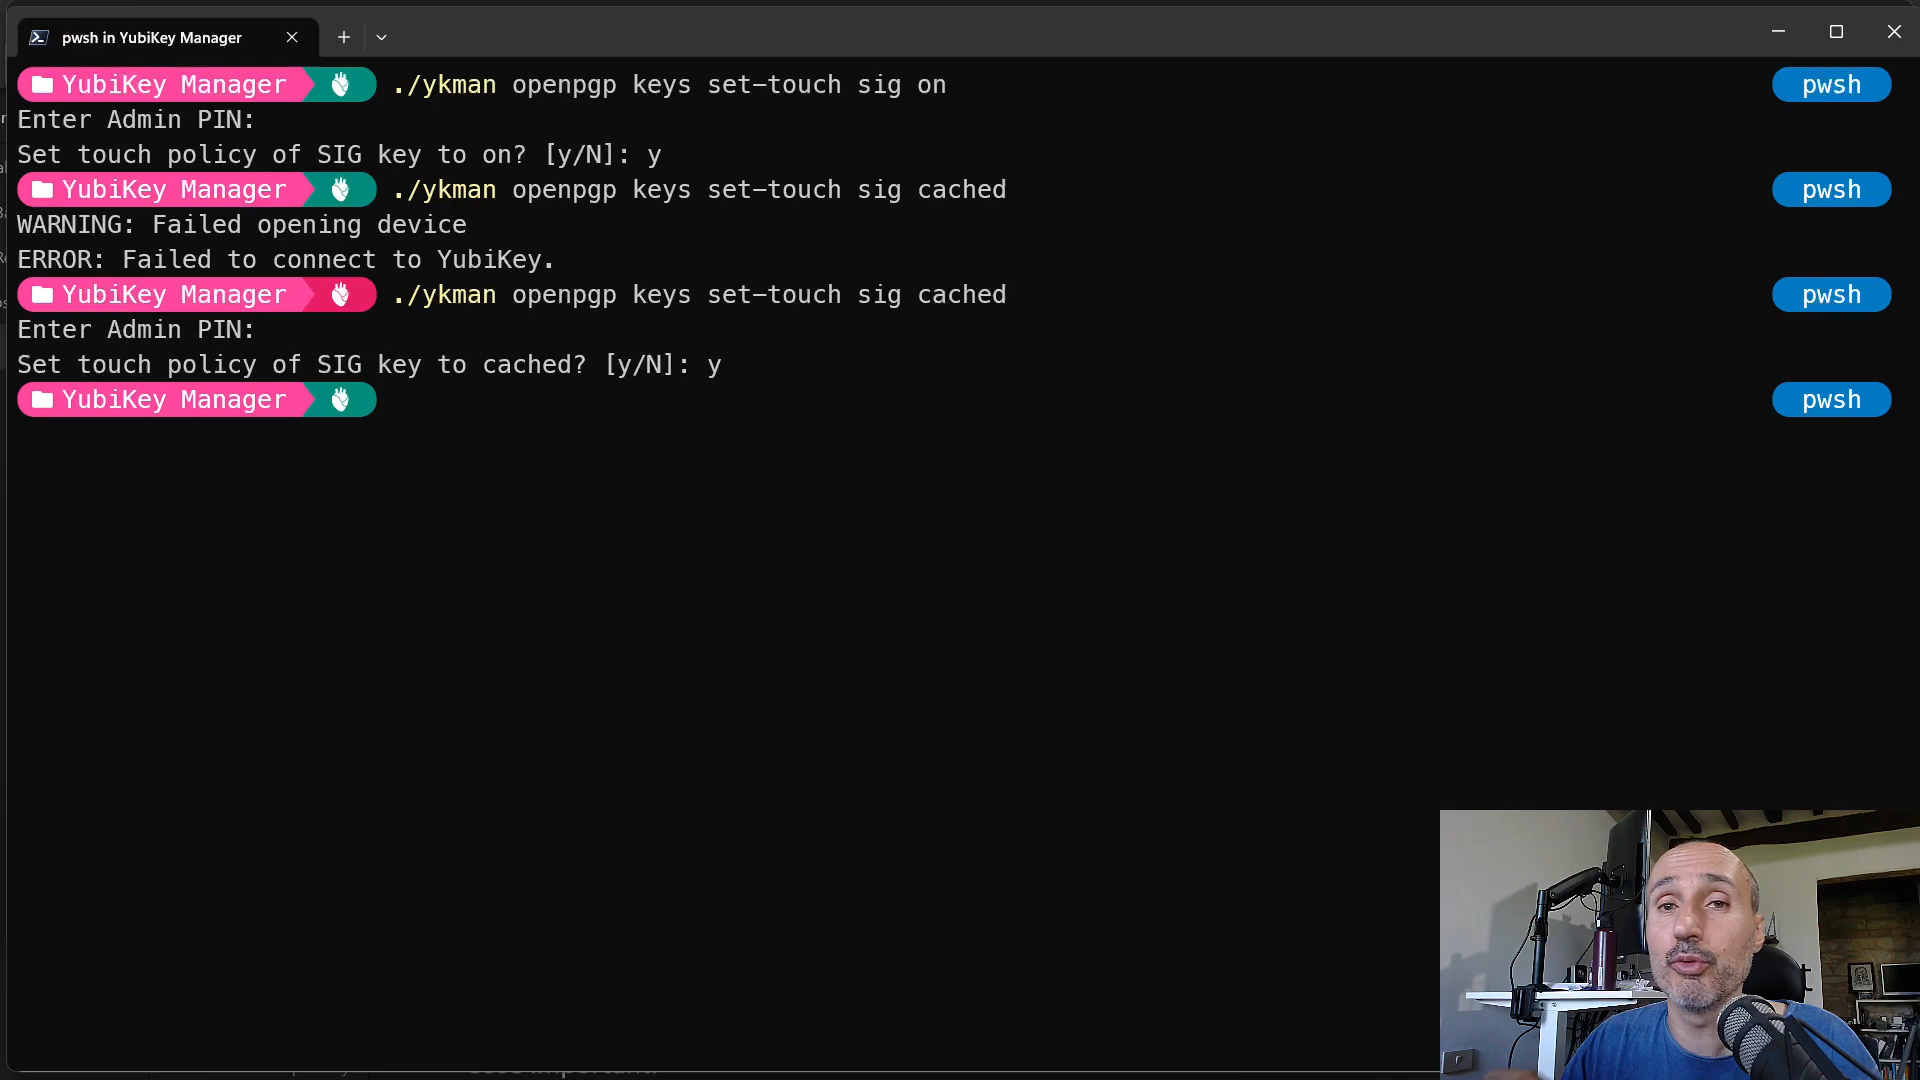 pwsh in YubiKey Manager
YubiKey Manager ./ykman openpgp keys set-touch sig on pwsh
Enter Admin PIN:
Set touch policy of SIG key to on? [y/N]: y
YubiKey Manager ./ykman openpgp keys set-touch sig cached pwsh
WARNING: Failed opening device
ERROR: Failed to connect to YubiKey.
YubiKey Manager ./ykman openpgp keys set-touch sig cached pwsh
Enter Admin PIN:
Set touch policy of SIG key to cached? [y/N]: y
YubiKey Manager pwsh